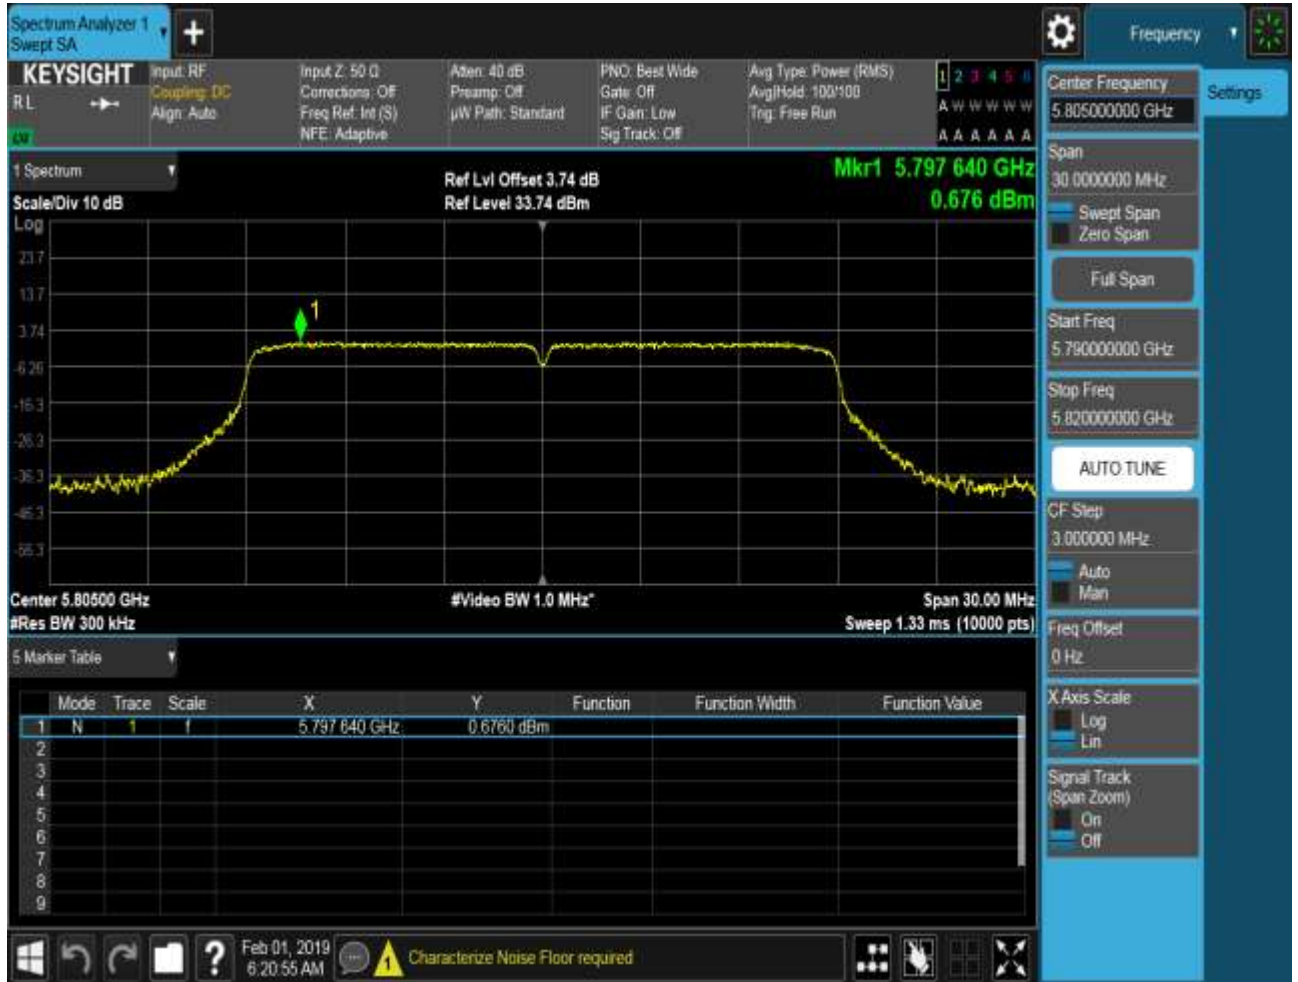 Spectrum Analyzer 1
Swept SA
+
Frequency
KEYSIGHT
RL
Input: RF
Coupling: DC
Align: Auto
Input Z: 50 Ω
Corrections: Off
Freq Ref: Int (S)
NFE: Adaptive
Atten: 40 dB
Preamp: Off
µW Path: Standard
PNO: Best Wide
Gate: Off
IF Gain: Low
Sig Track: Off
Avg Type: Power (RMS)
Avg|Hold: 100/100
Trig: Free Run
1 2 3 4 5 6
A W W W W W
A A A A A A
1 Spectrum
Scale/Div 10 dB
Ref Lvl Offset 3.74 dB
Ref Level 33.74 dBm
Mkr1 5.797 640 GHz
0.676 dBm
Log
23.7
13.7
3.74
-6.26
-16.3
-26.3
-36.3
-46.3
-56.3
1
Center 5.80500 GHz
#Res BW 300 kHz
#Video BW 1.0 MHz*
Span 30.00 MHz
Sweep 1.33 ms (10000 pts)
5 Marker Table
Mode Trace Scale X Y Function Function Width Function Value
1 N 1 f 5.797 640 GHz 0.6760 dBm
2
3
4
5
6
7
8
9
Feb 01, 2019
6:20:55 AM
?
1
Characterize Noise Floor required
Settings
Center Frequency
5.805000000 GHz
Span
30.0000000 MHz
Swept Span
Zero Span
Full Span
Start Freq
5.790000000 GHz
Stop Freq
5.820000000 GHz
AUTO TUNE
CF Step
3.000000 MHz
Auto
Man
Freq Offset
0 Hz
X Axis Scale
Log
Lin
Signal Track
(Span Zoom)
On
Off